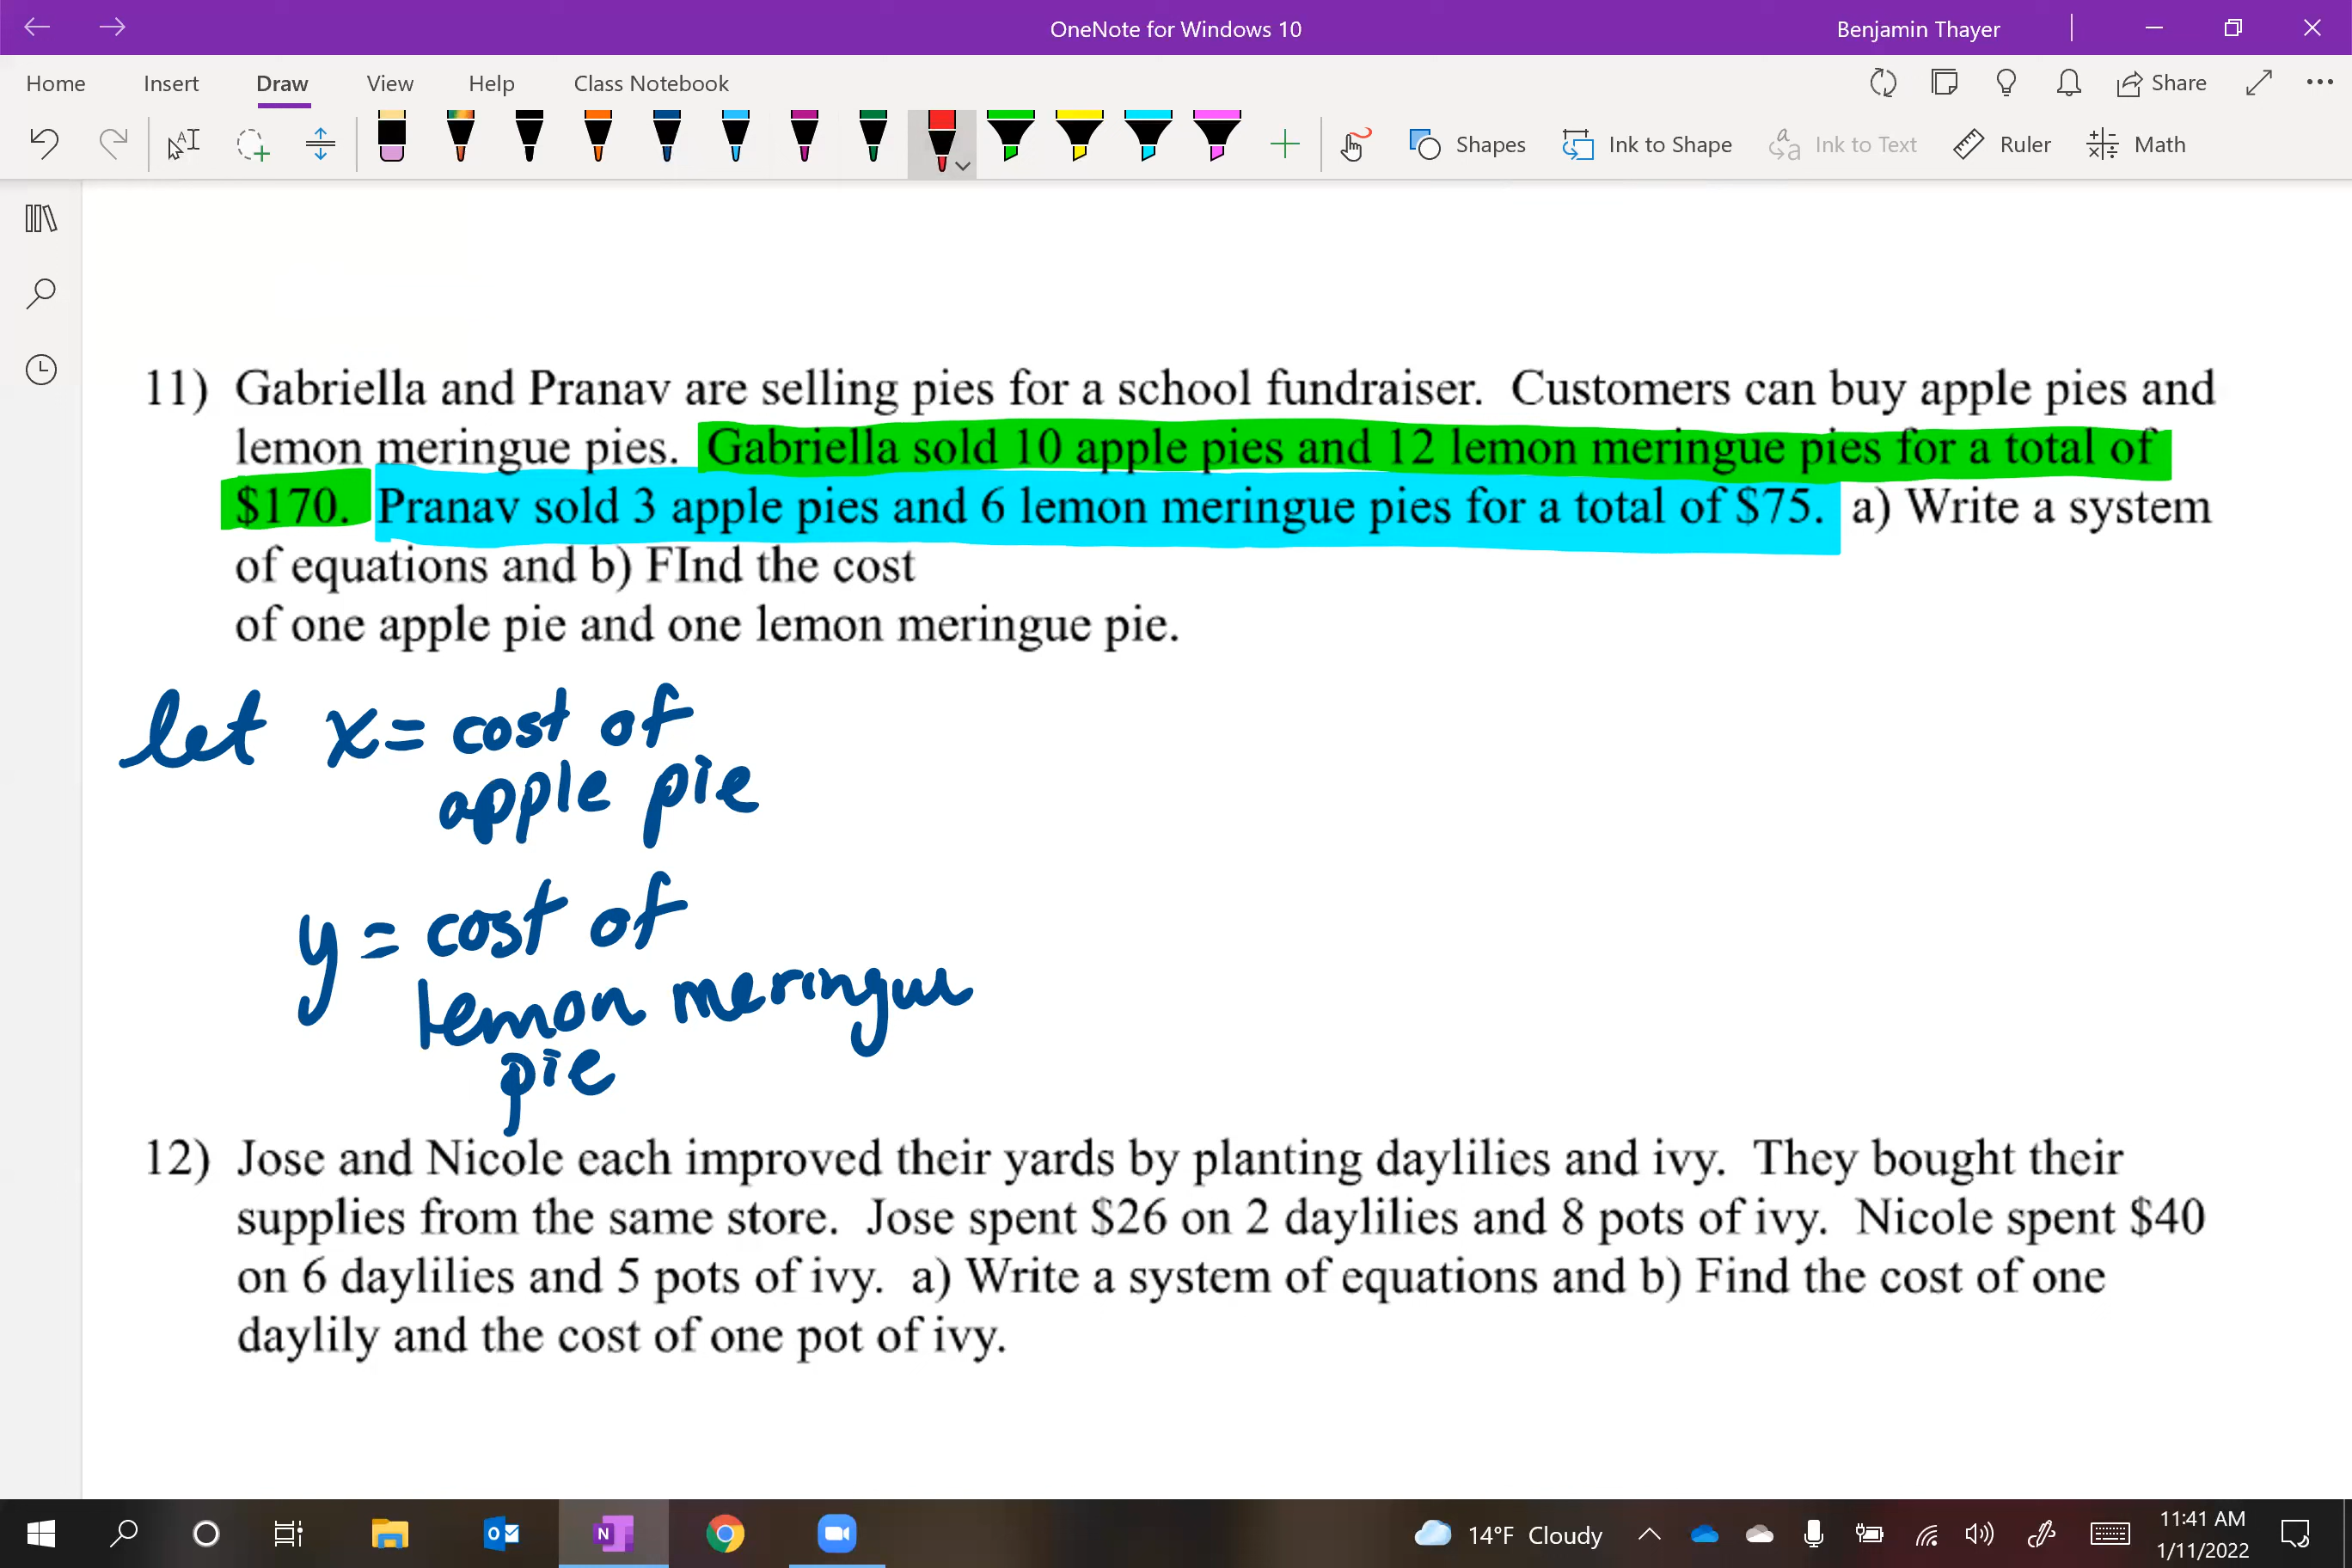 OneNote for Windows 10
Benjamin Thayer
Home Insert Draw View Help Class Notebook
Share
Shapes Ink to Shape Ink to Text Ruler Math
11) Gabriella and Pranav are selling pies for a school fundraiser. Customers can buy apple pies and
lemon meringue pies. Gabriella sold 10 apple pies and 12 lemon meringue pies for a total of
$170. Pranav sold 3 apple pies and 6 lemon meringue pies for a total of $75. a) Write a system
of equations and b) FInd the cost
of one apple pie and one lemon meringue pie.
let x= cost of
apple pie
y = cost of
lemon meringue
pie
12) Jose and Nicole each improved their yards by planting daylilies and ivy. They bought their
supplies from the same store. Jose spent $26 on 2 daylilies and 8 pots of ivy. Nicole spent $40
on 6 daylilies and 5 pots of ivy. a) Write a system of equations and b) Find the cost of one
daylily and the cost of one pot of ivy.
14°F Cloudy
11:41 AM
1/11/2022